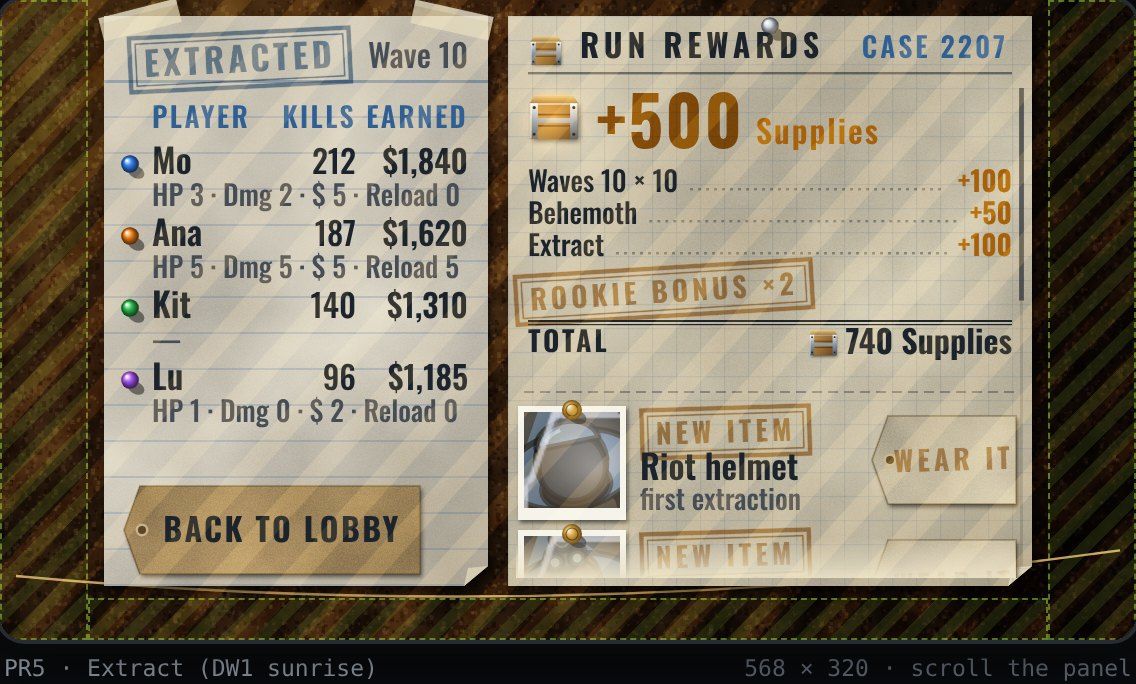 EXTRACTED Wave 10
PLAYER KILLS EARNED
Mo 212 $1,840
HP 3 · Dmg 2 · $ 5 · Reload 0
Ana 187 $1,620
HP 5 · Dmg 5 · $ 5 · Reload 5
Kit 140 $1,310
—
Lu 96 $1,185
HP 1 · Dmg 0 · $ 2 · Reload 0
BACK TO LOBBY
RUN REWARDS CASE 2207
+500 Supplies
Waves 10 × 10 +100
Behemoth +50
Extract +100
ROOKIE BONUS ×2
TOTAL 740 Supplies
NEW ITEM
Riot helmet
first extraction
WEAR IT
NEW ITEM
PR5 · Extract (DW1 sunrise) 568 × 320 · scroll the panel